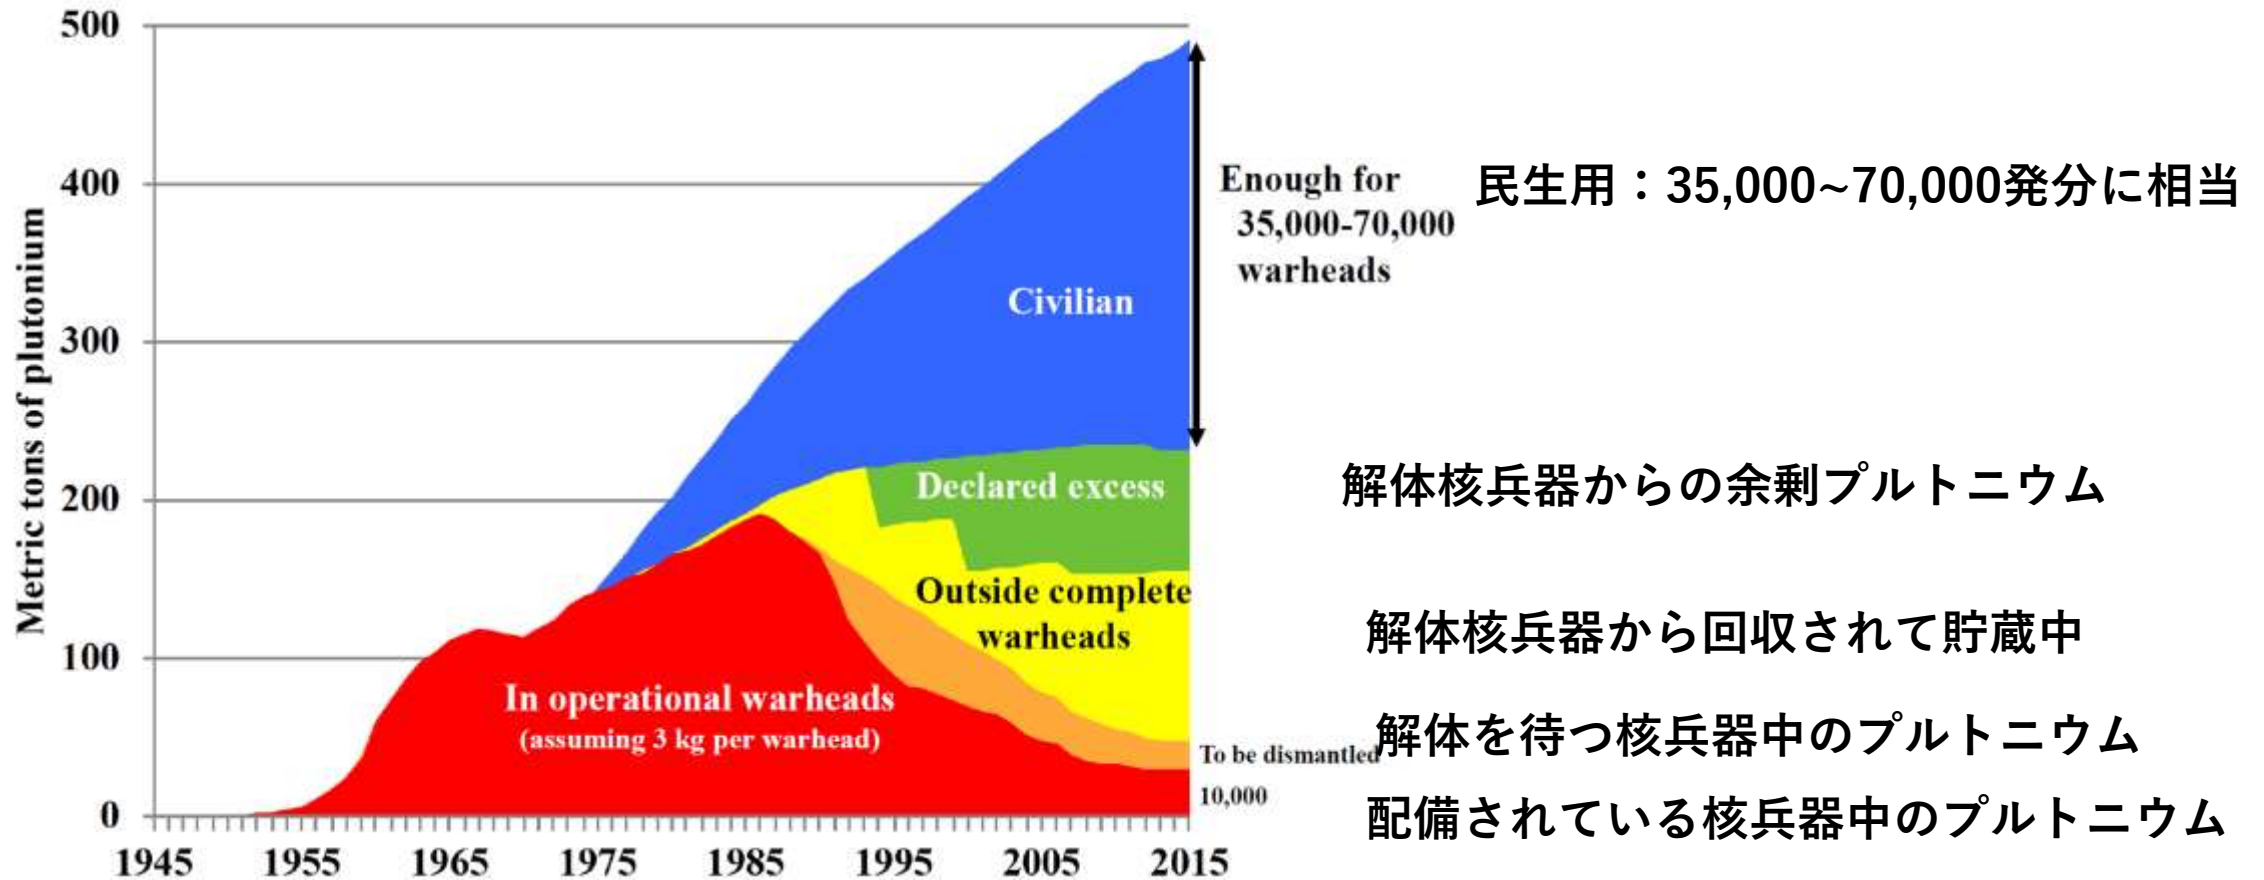 Metric tons of plutonium
500
400
300
200
100
0
1945 1955 1965 1975 1985 1995 2005 2015
Civilian
Declared excess
Outside complete
warheads
In operational warheads
(assuming 3 kg per warhead)
Enough for
35,000-70,000
warheads
To be dismantled
10,000
民生用：35,000~70,000発分に相当
解体核兵器からの余剰プルトニウム
解体核兵器から回収されて貯蔵中
解体を待つ核兵器中のプルトニウム
配備されている核兵器中のプルトニウム